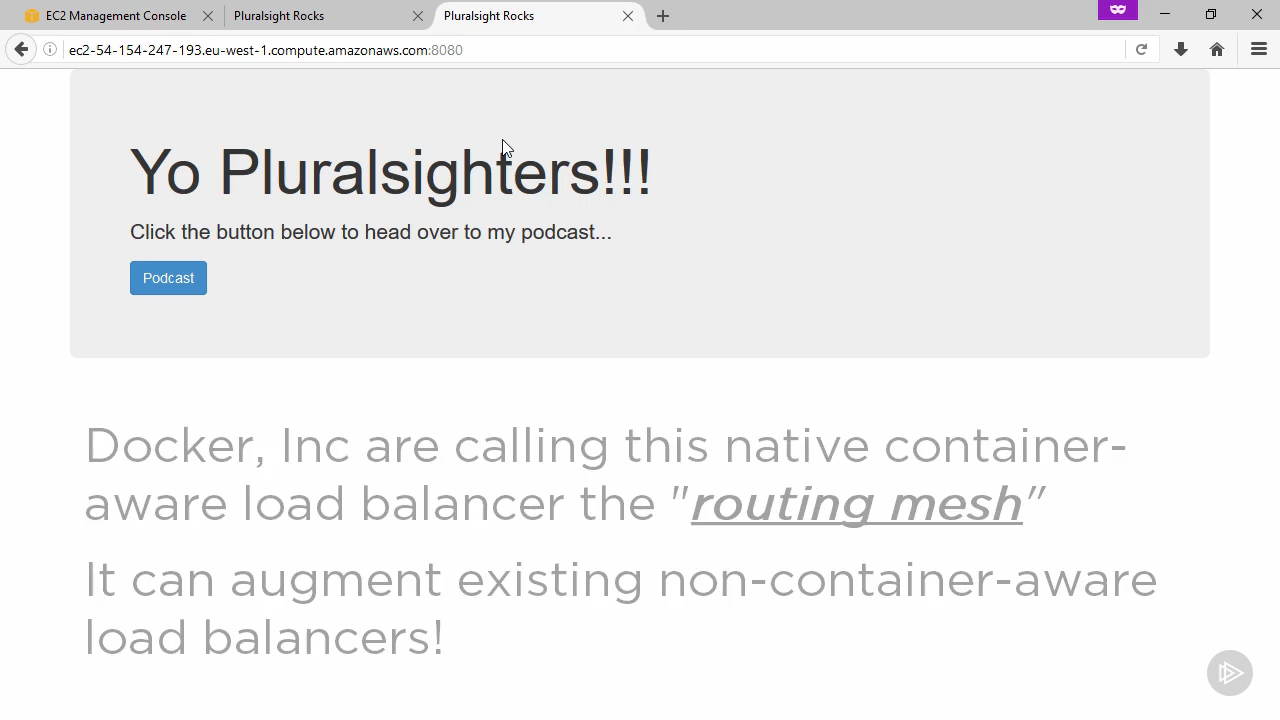 EC2 Management Console
Pluralsight Rocks
Pluralsight Rocks
ec2-54-154-247-193.eu-west-1.compute.amazonaws.com:8080
Yo Pluralsighters!!!
Click the button below to head over to my podcast...
Podcast
Docker, Inc are calling this native container-
aware load balancer the "routing mesh"
It can augment existing non-container-aware
load balancers!